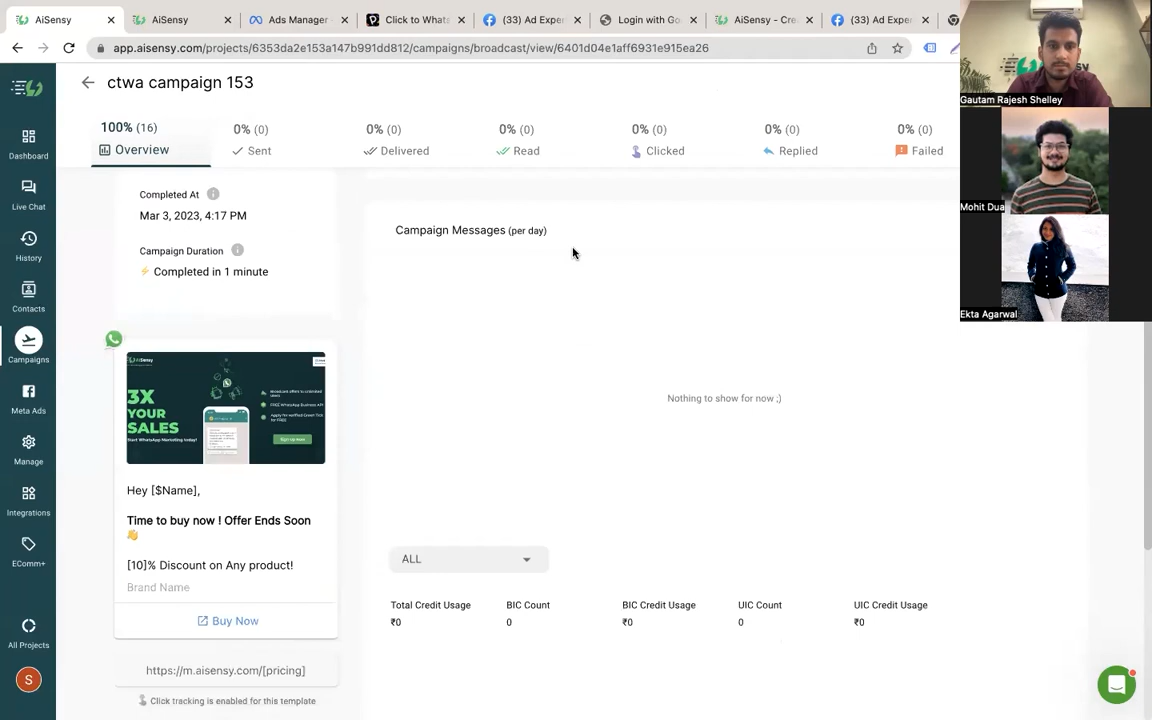 AiSensy
AiSensy
Ads Manager -
Click to Whats
(33) Ad Exper
Login with Go
AiSensy - Cre
(33) Ad Exper
app.aisensy.com/projects/6353da2e153a147b991dd812/campaigns/broadcast/view/6401d04e1aff6931e915ea26
ctwa campaign 153
100% (16)
Overview
0% (0)
Sent
0% (0)
Delivered
0% (0)
Read
0% (0)
Clicked
0% (0)
Replied
0% (0)
Failed
Gautam Rajesh Shelley
Mohit Dua
Ekta Agarwal
Dashboard
Live Chat
History
Contacts
Campaigns
Meta Ads
Manage
Integrations
EComm+
All Projects
S
Completed At
Mar 3, 2023, 4:17 PM
Campaign Duration
Completed in 1 minute
AiSensy
3X
YOUR
SALES
Start WhatsApp Marketing today!
Hey [$Name],
Time to buy now ! Offer Ends Soon
👋
[10]% Discount on Any product!
Brand Name
Buy Now
https://m.aisensy.com/[pricing]
Click tracking is enabled for this template
Campaign Messages (per day)
Nothing to show for now ;)
ALL
Total Credit Usage
₹0
BIC Count
0
BIC Credit Usage
₹0
UIC Count
0
UIC Credit Usage
₹0